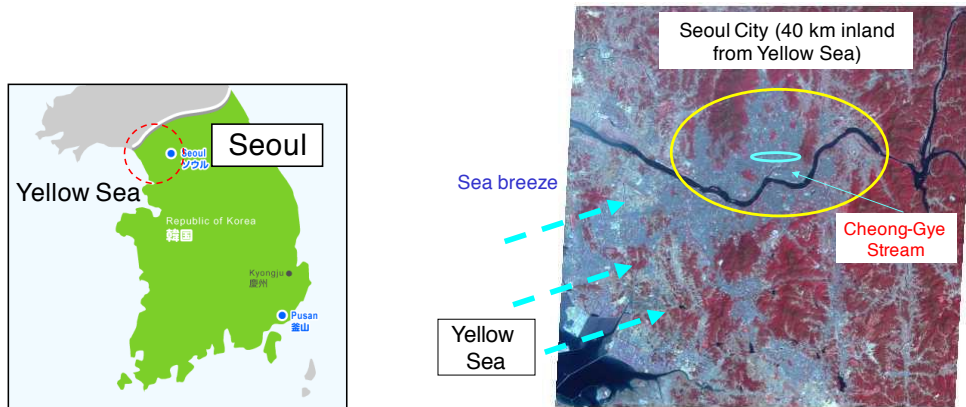 Seoul
Seoul
ソウル
Yellow Sea
Republic of Korea
韓国
Kyongju
慶州
Pusan
釜山
Seoul City (40 km inland
from Yellow Sea)
Sea breeze
Cheong-Gye
Stream
Yellow
Sea